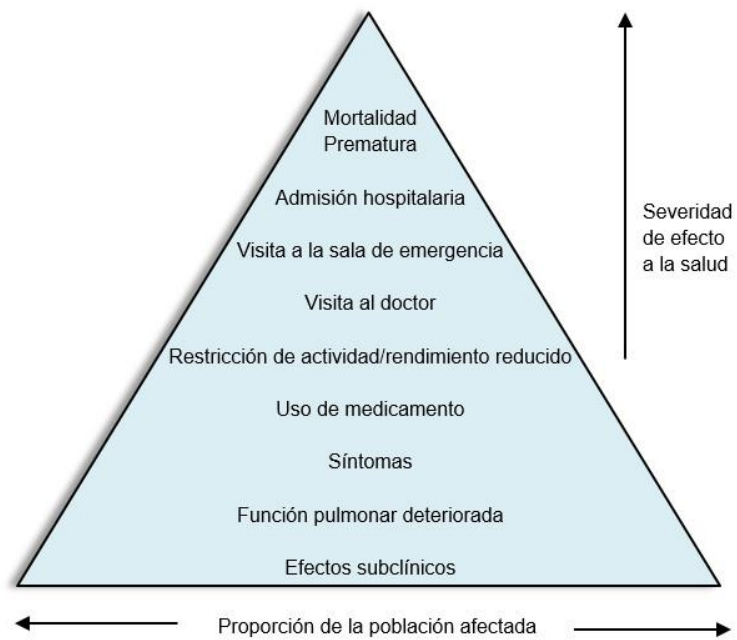 Mortalidad
Prematura
Admisión hospitalaria
Visita a la sala de emergencia
Visita al doctor
Restricción de actividad/rendimiento reducido
Uso de medicamento
Síntomas
Función pulmonar deteriorada
Efectos subclínicos
Severidad
de efecto
a la salud
Proporción de la población afectada